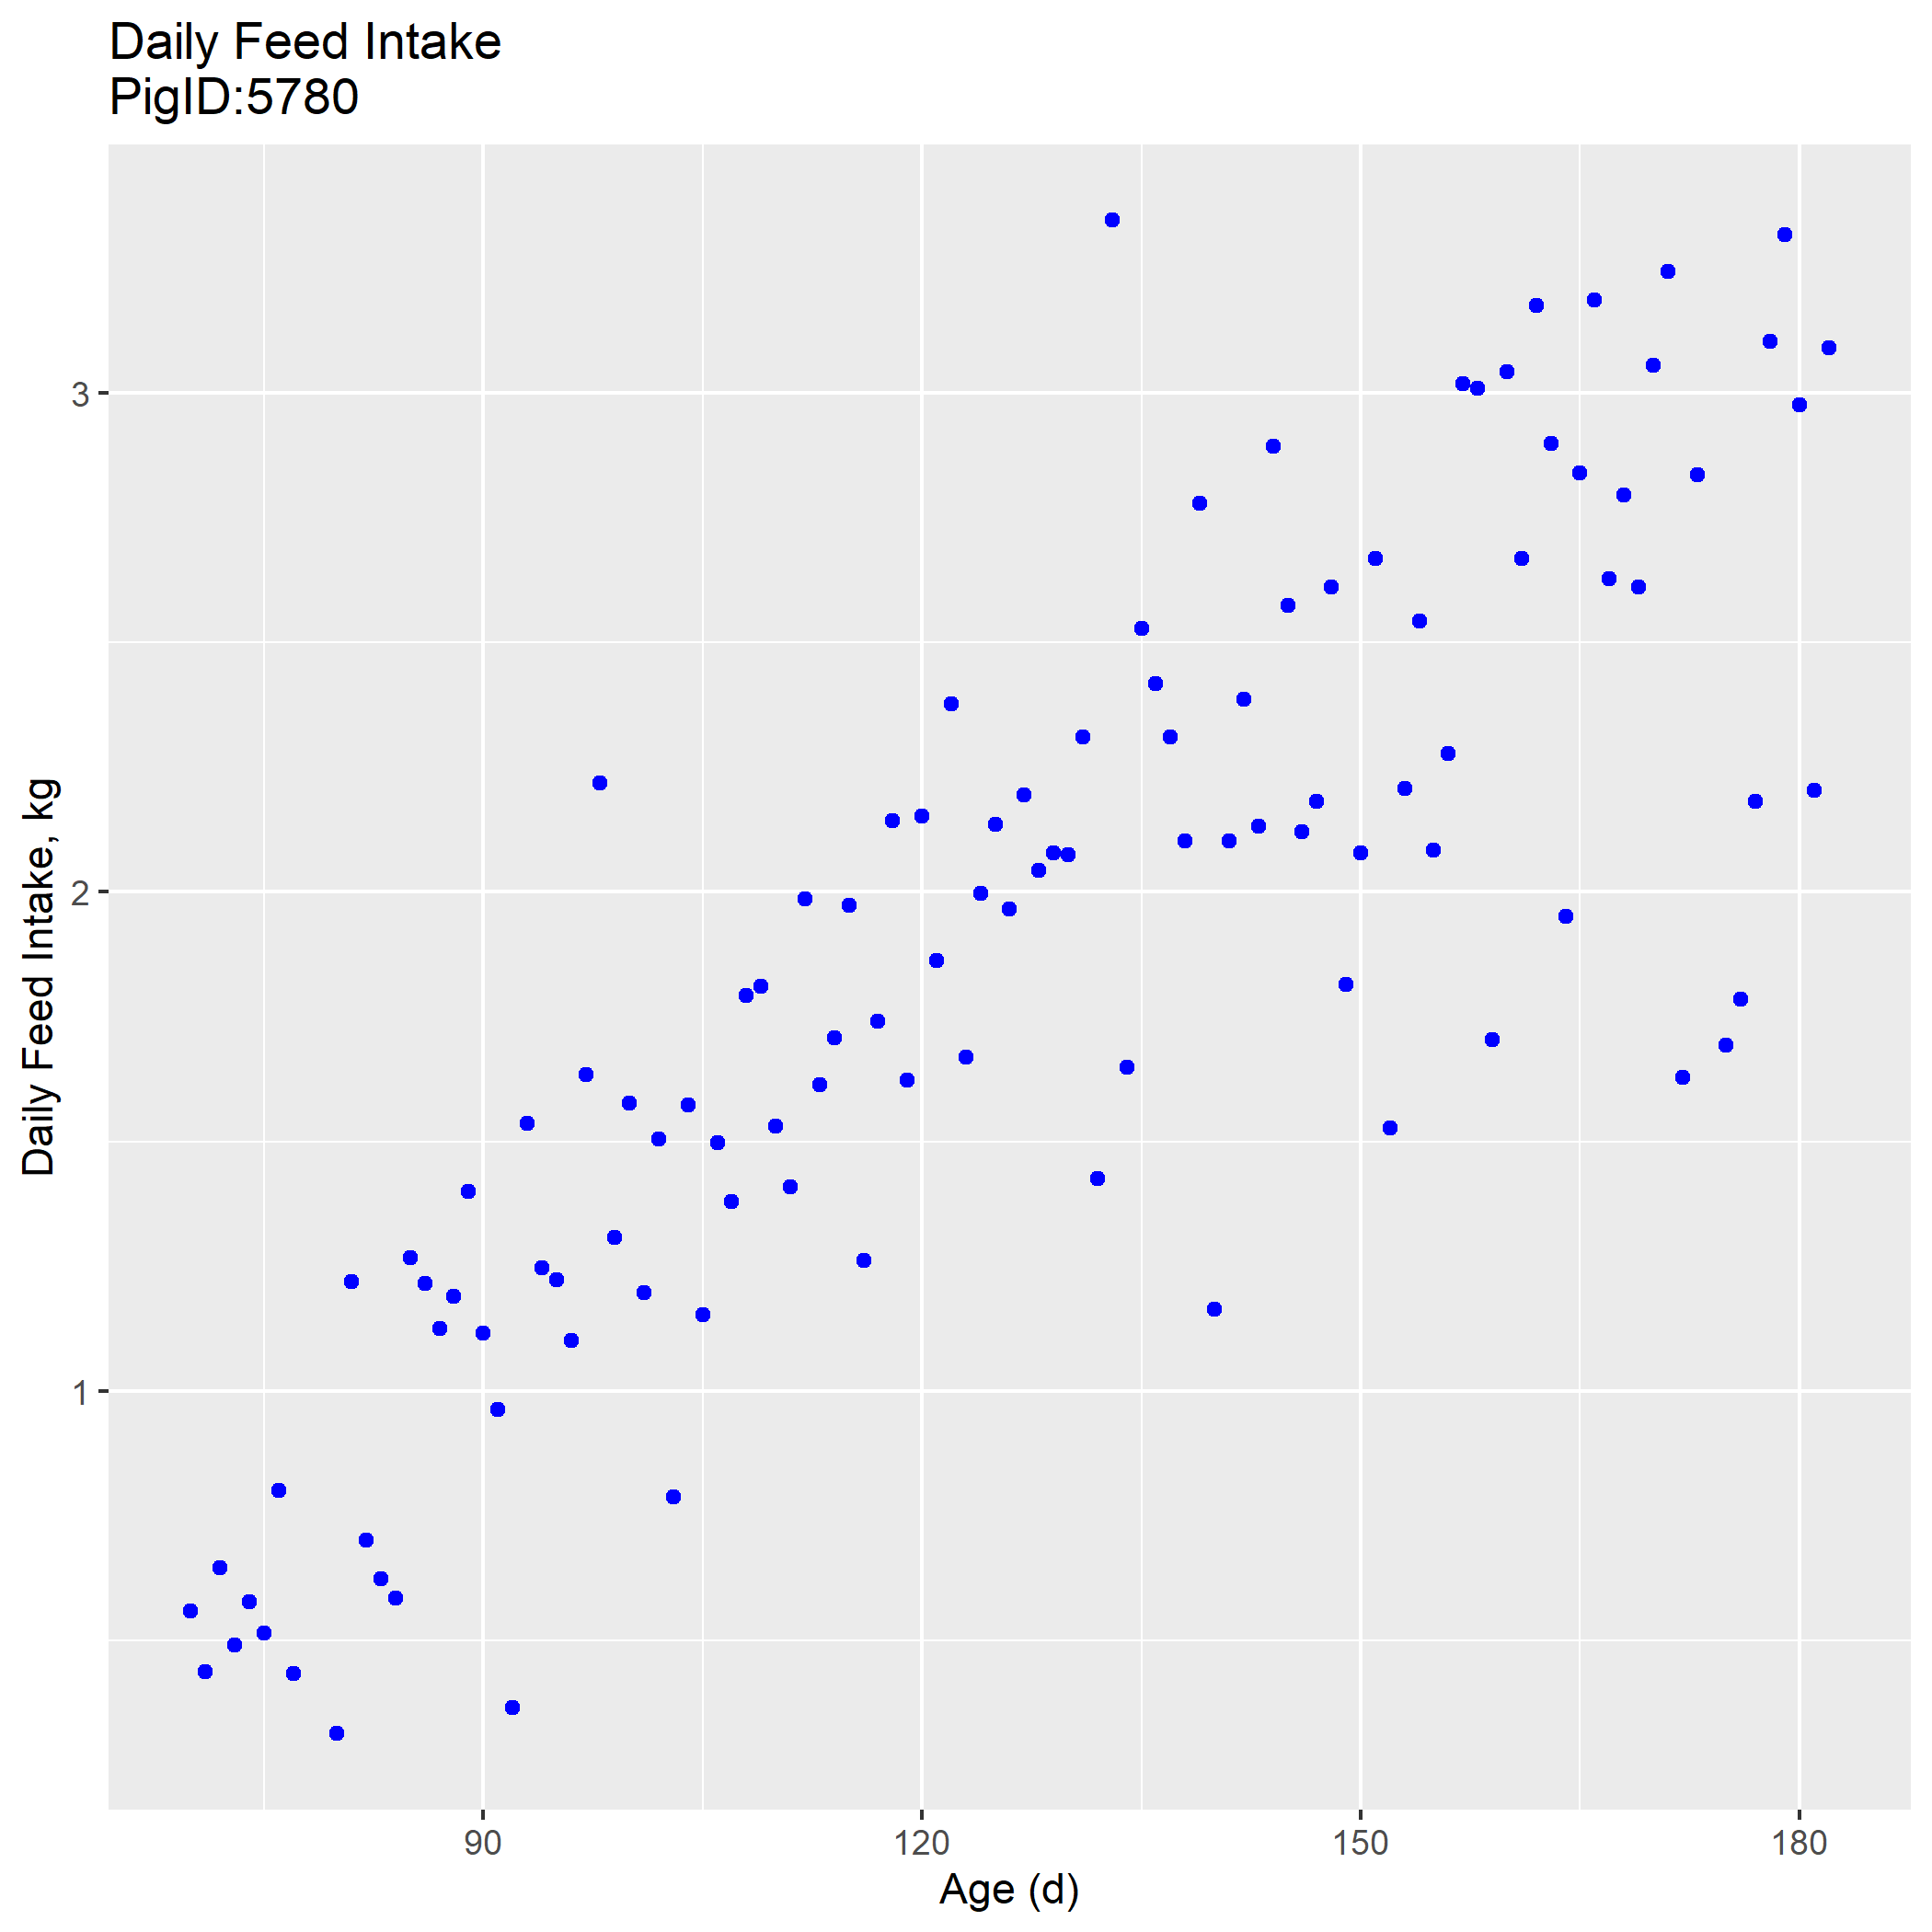 Daily Feed Intake
PigID:5780
Daily Feed Intake, kg
3
2
1
90 120 150 180
Age (d)